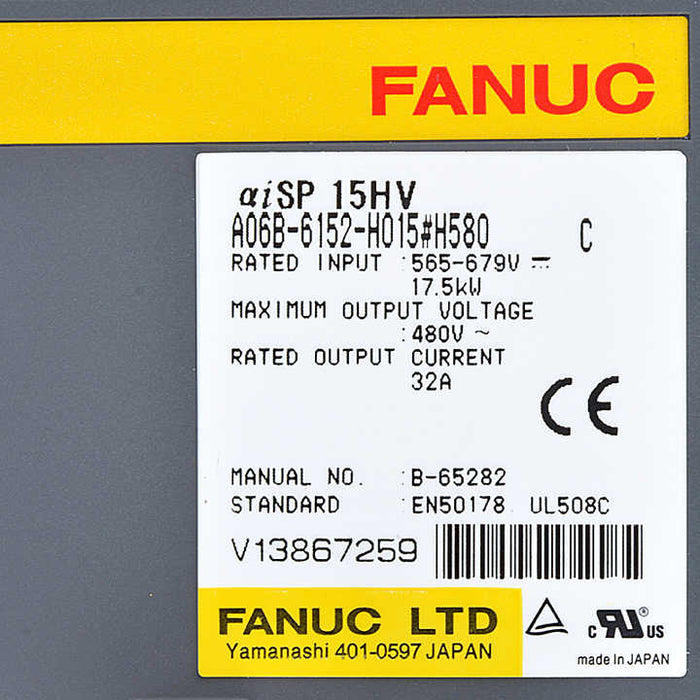 FANUC
αiSP 15HV
A06B-6152-H015#H580 C
RATED INPUT : 565-679V ⎓
17.5kW
MAXIMUM OUTPUT VOLTAGE
: 480V ~
RATED OUTPUT CURRENT
32A
CE
MANUAL NO. : B-65282
STANDARD : EN50178 UL508C
V13867259
FANUC LTD
Yamanashi 401-0597 JAPAN
c RU® US
made In JAPAN